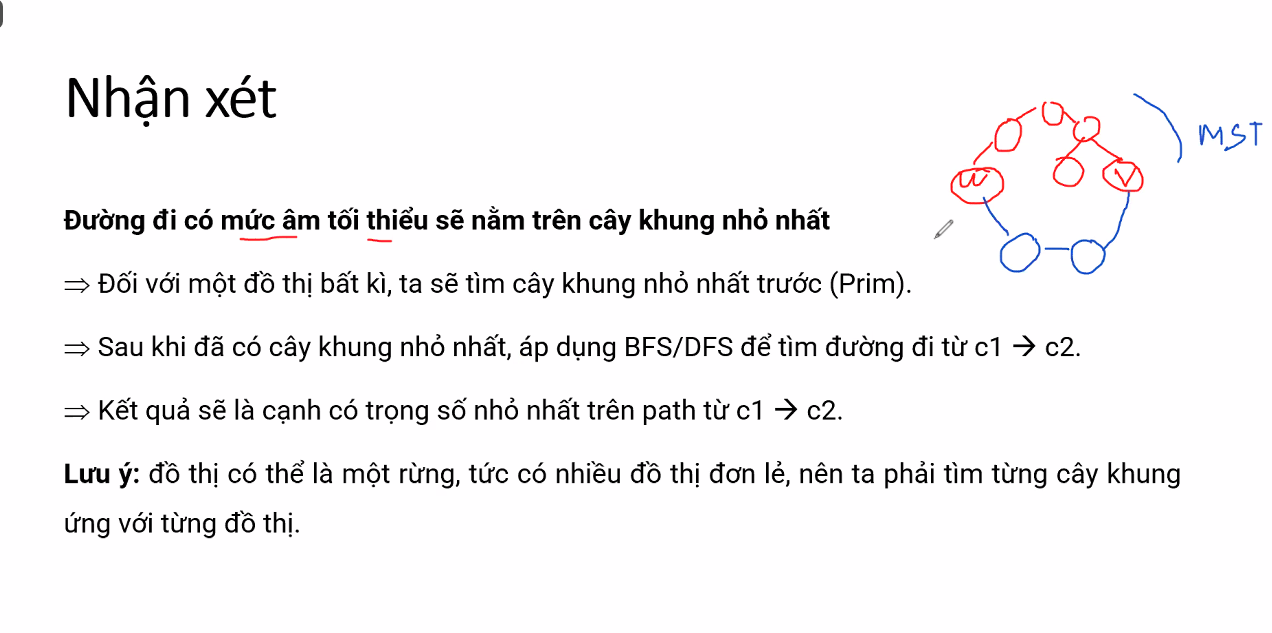 Nhận xét
MST
u
V
Đường đi có mức âm tối thiểu sẽ nằm trên cây khung nhỏ nhất
⇒ Đối với một đồ thị bất kì, ta sẽ tìm cây khung nhỏ nhất trước (Prim).
⇒ Sau khi đã có cây khung nhỏ nhất, áp dụng BFS/DFS để tìm đường đi từ c1 → c2.
⇒ Kết quả sẽ là cạnh có trọng số nhỏ nhất trên path từ c1 → c2.
Lưu ý: đồ thị có thể là một rừng, tức có nhiều đồ thị đơn lẻ, nên ta phải tìm từng cây khung
ứng với từng đồ thị.